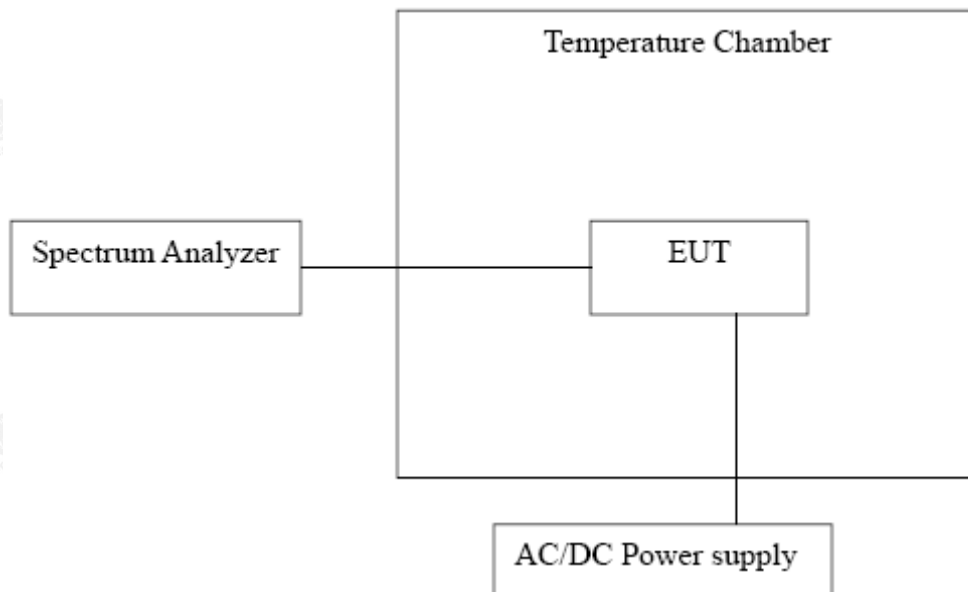 Temperature Chamber
Spectrum Analyzer
EUT
AC/DC Power supply